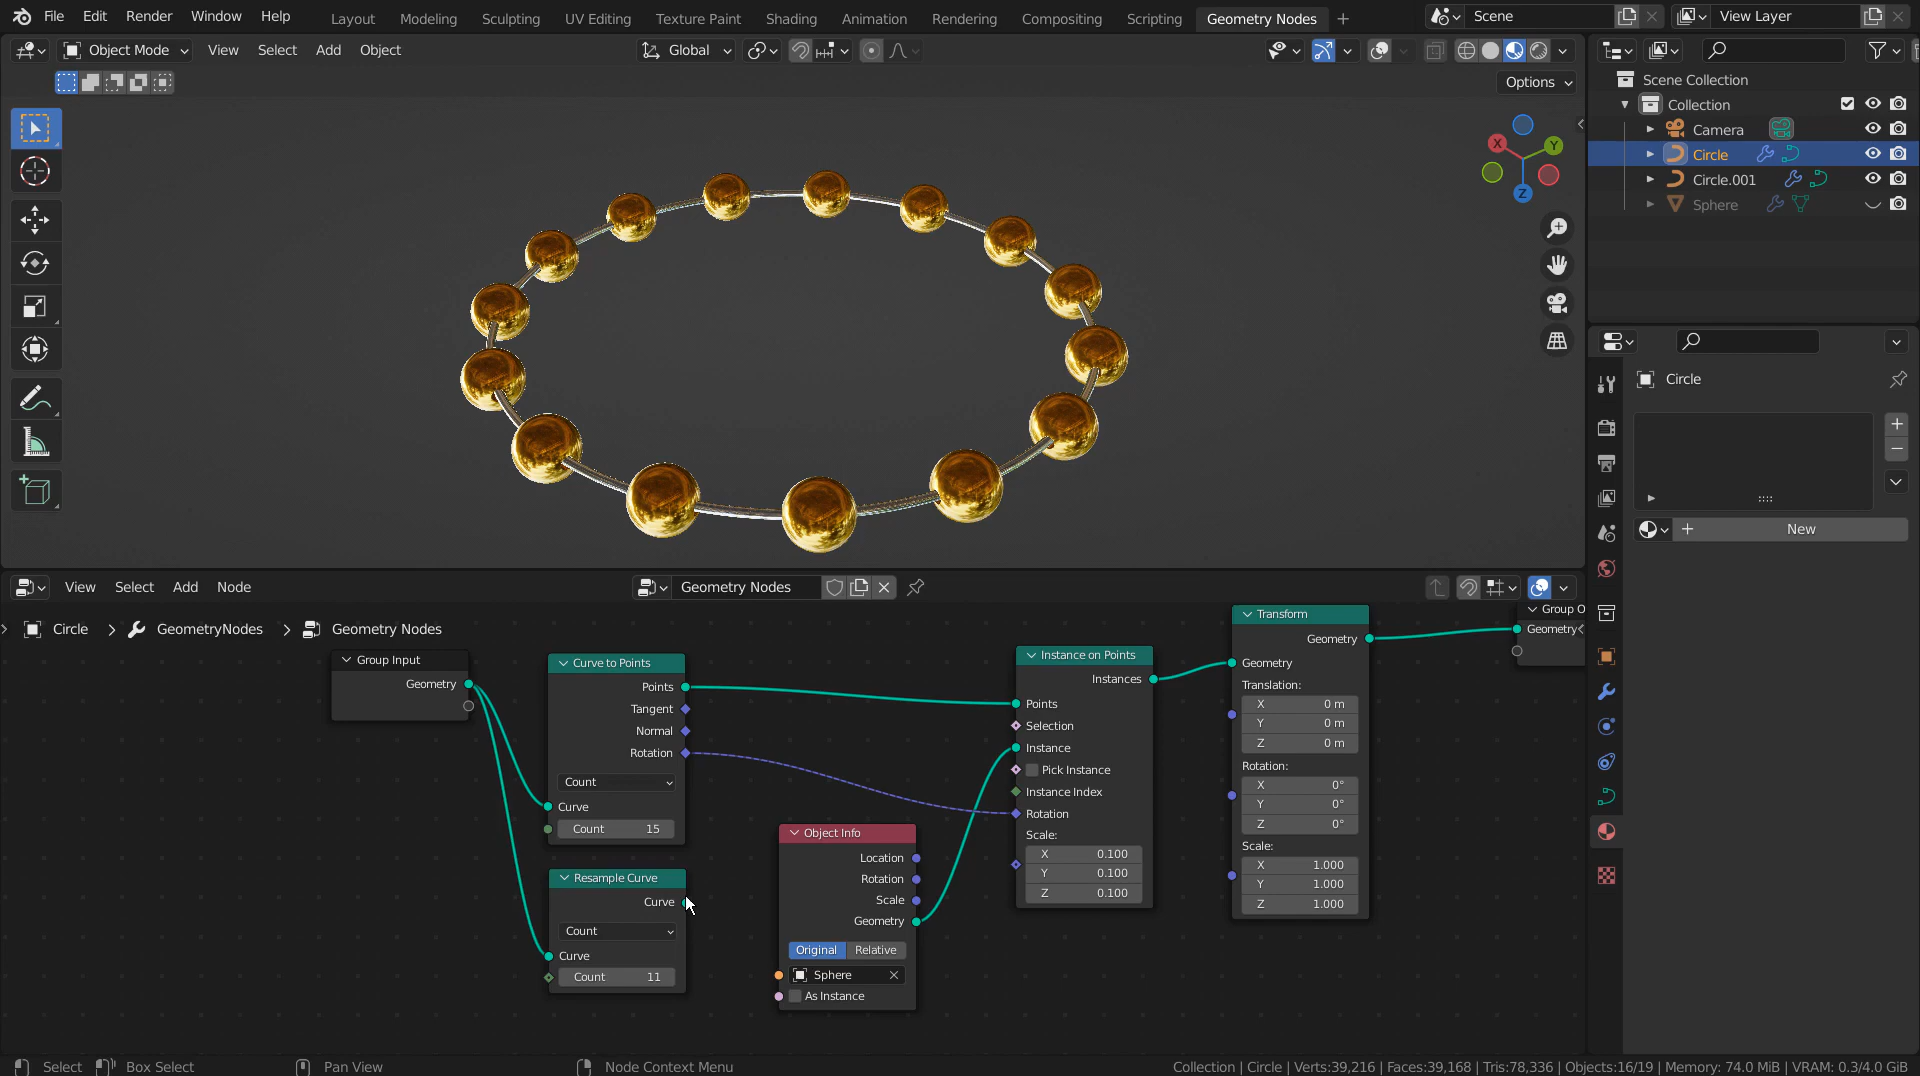 File Edit Render Window Help Layout Modeling Sculpting UV Editing Texture Paint Shading Animation Rendering Compositing Scripting Geometry Nodes Scene View Layer
Object Mode View Select Add Object Global
Options
Scene Collection
Collection
Camera
Circle
Circle.001
Sphere
X Y
Z
Circle
New
View Select Add Node Geometry Nodes
Circle GeometryNodes Geometry Nodes
Group Input
Geometry
Curve to Points
Points
Tangent
Normal
Rotation
Count
Curve
Count 15
Resample Curve
Curve
Count
Curve
Count 11
Object Info
Location
Rotation
Scale
Geometry
Original Relative
Sphere
As Instance
Instance on Points
Instances
Points
Selection
Instance
Pick Instance
Instance Index
Rotation
Scale:
X 0.100
Y 0.100
Z 0.100
Transform
Geometry
Geometry
Translation:
X 0 m
Y 0 m
Z 0 m
Rotation:
X 0°
Y 0°
Z 0°
Scale:
X 1.000
Y 1.000
Z 1.000
Group O
Geometry
Select Box Select Pan View Node Context Menu Collection | Circle | Verts:39,216 | Faces:39,168 | Tris:78,336 | Objects:16/19 | Memory: 74.0 MiB | VRAM: 0.3/4.0 GiB